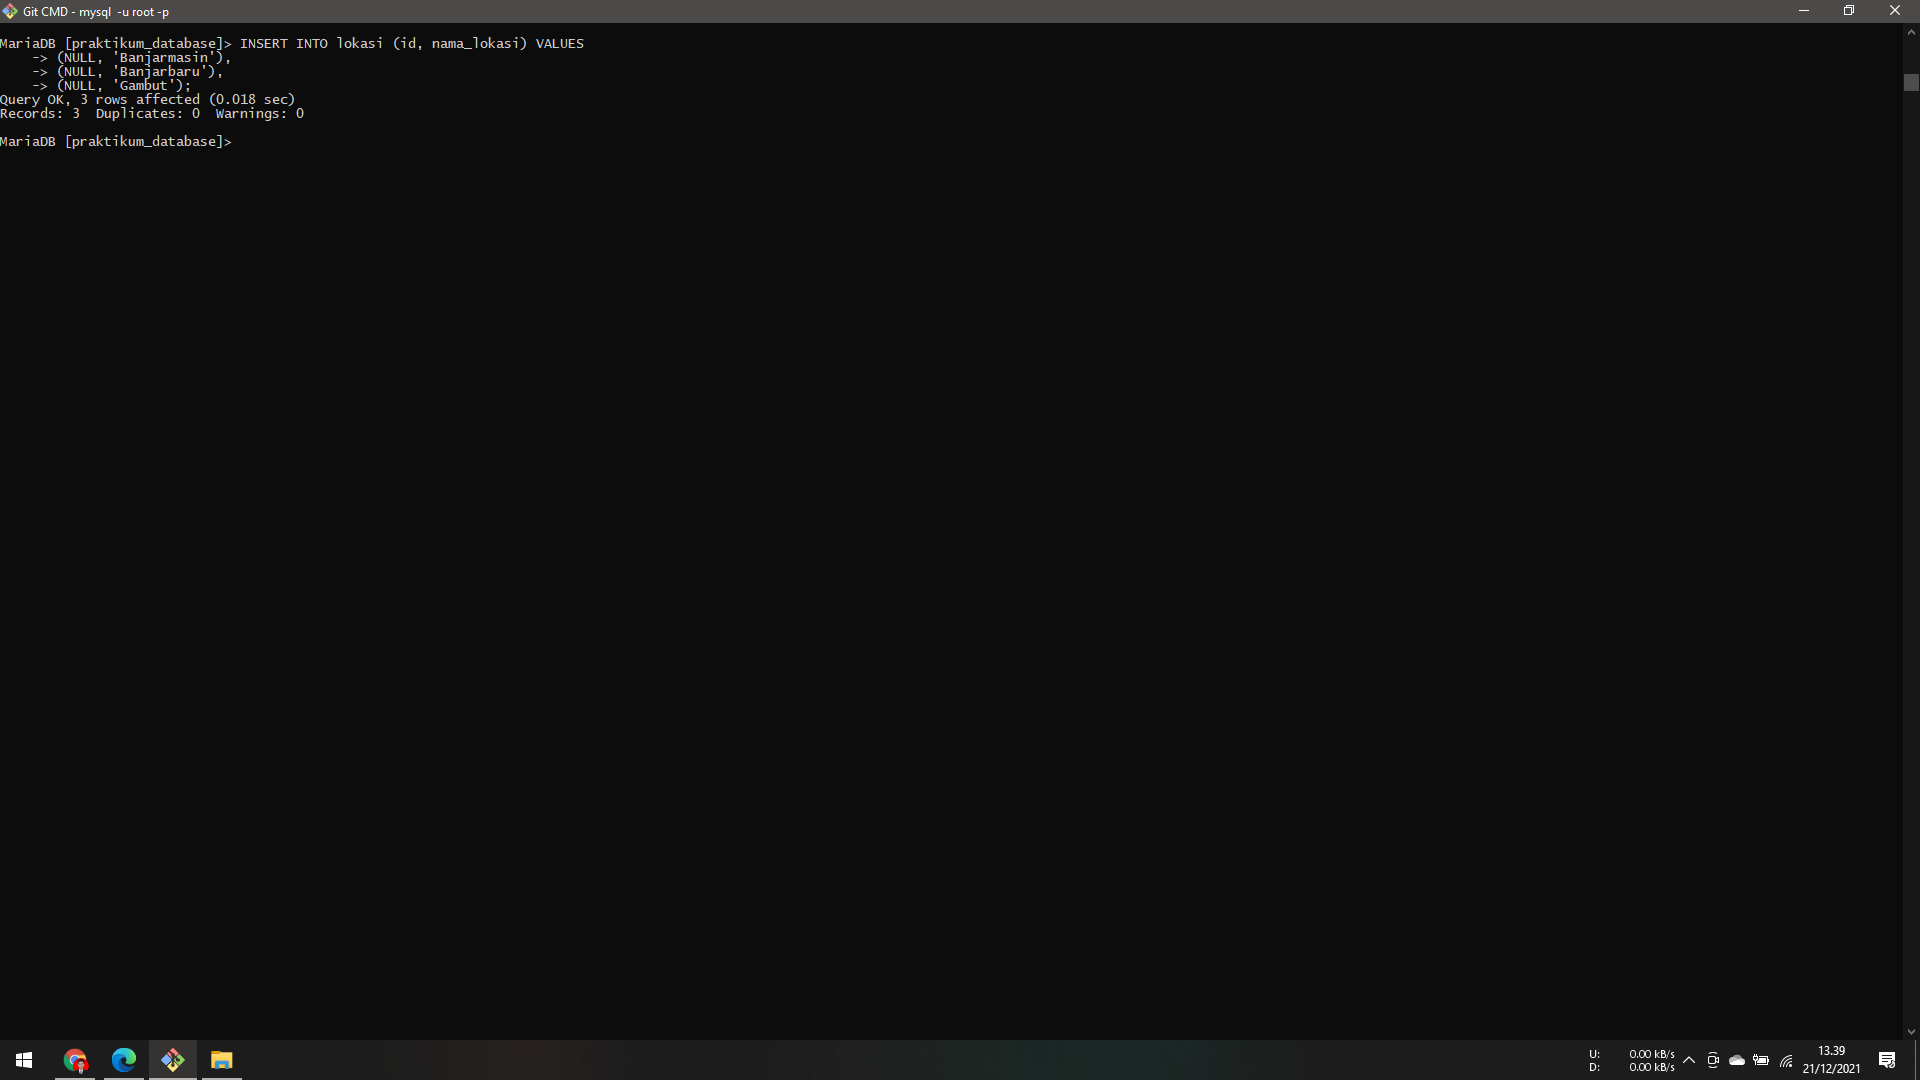 Git CMD - mysql  -u root -p
MariaDB [praktikum_database]> INSERT INTO lokasi (id, nama_lokasi) VALUES
    -> (NULL, 'Banjarmasin'),
    -> (NULL, 'Banjarbaru'),
    -> (NULL, 'Gambut');
Query OK, 3 rows affected (0.018 sec)
Records: 3  Duplicates: 0  Warnings: 0
MariaDB [praktikum_database]>
U: 0.00 kB/s
D: 0.00 kB/s
13.39
21/12/2021